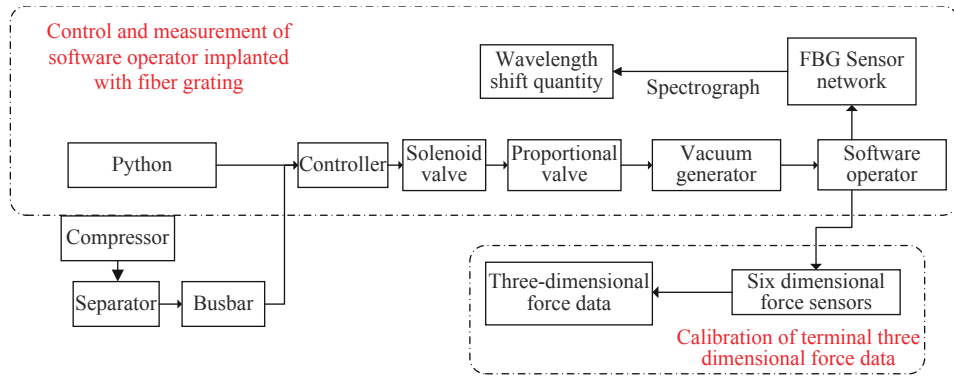 Control and measurement of
software operator implanted
with fiber grating
Wavelength
shift quantity
Spectrograph
FBG Sensor
network
Python
Controller
Solenoid
valve
Proportional
valve
Vacuum
generator
Software
operator
Compressor
Separator
Busbar
Three-dimensional
force data
Six dimensional
force sensors
Calibration of terminal three
dimensional force data